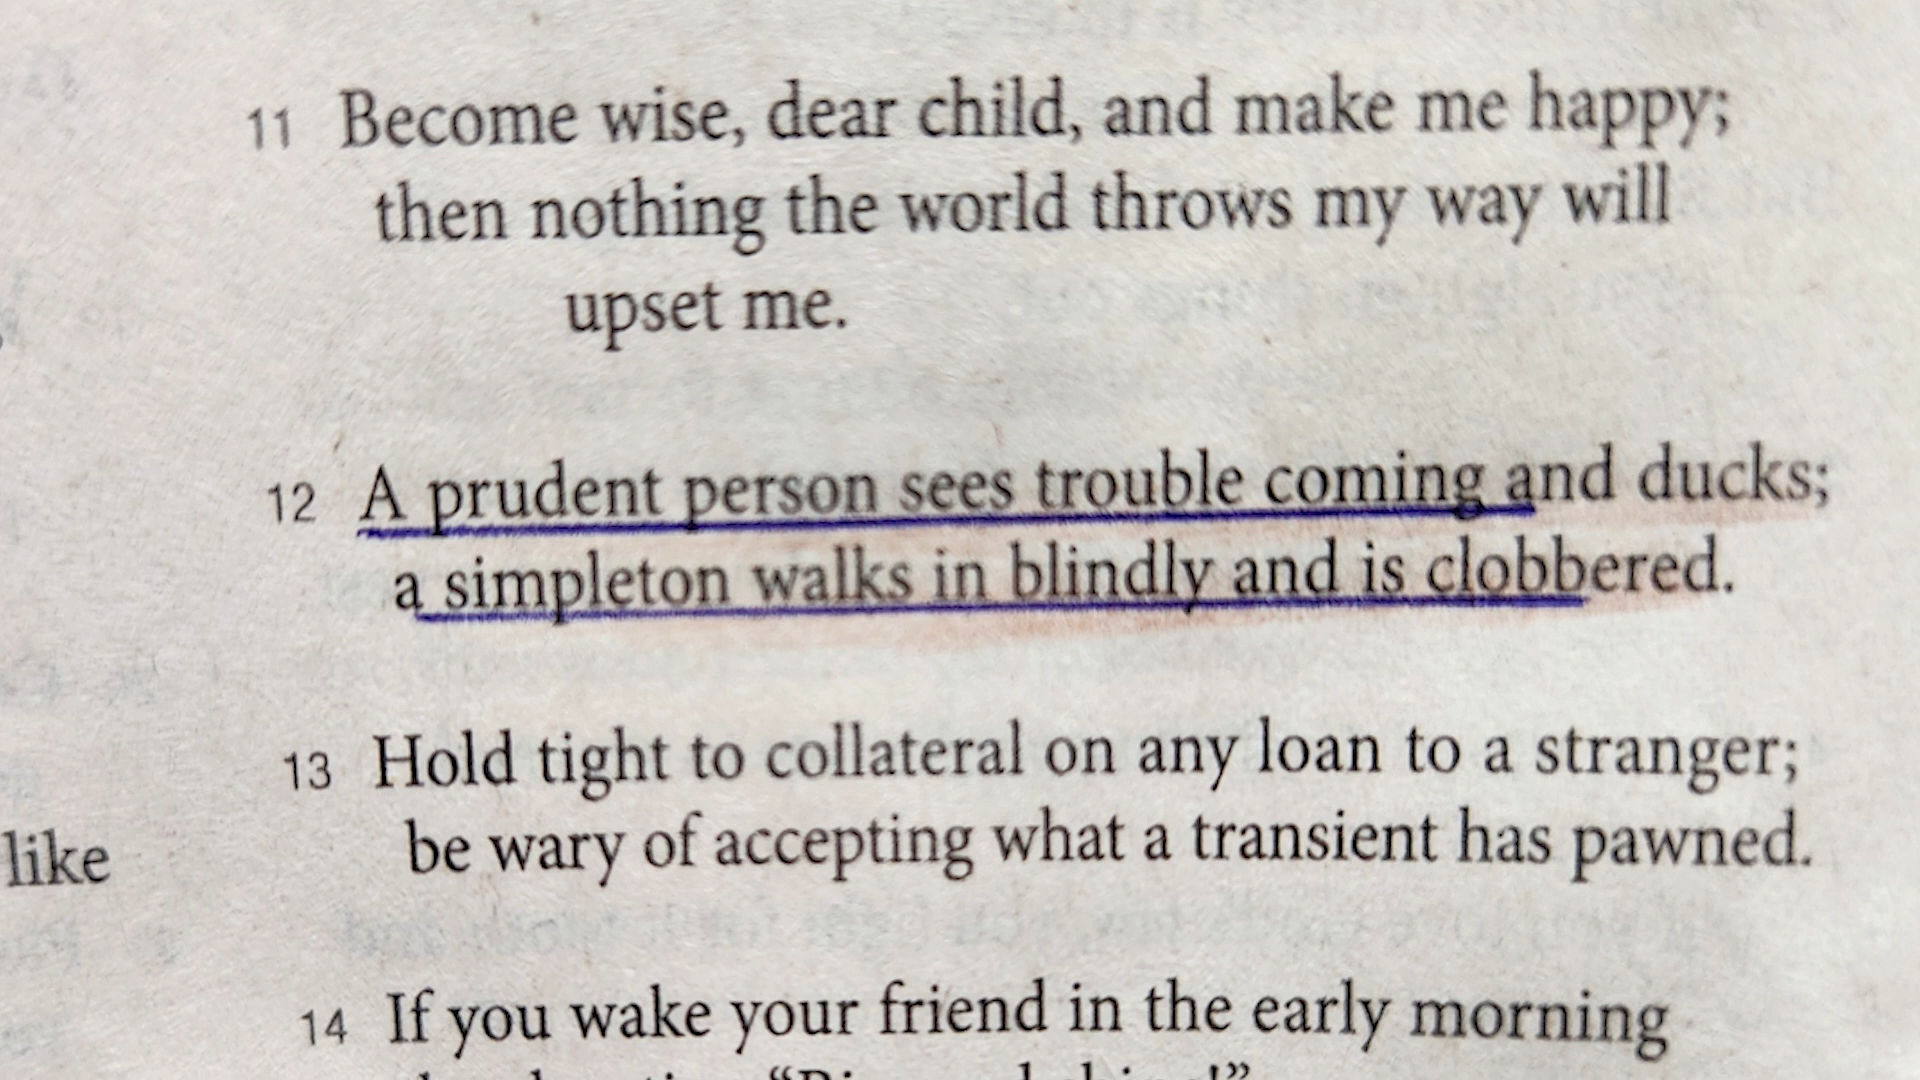 11 Become wise, dear child, and make me happy;
then nothing the world throws my way will
upset me.
12 A prudent person sees trouble coming and ducks;
a simpleton walks in blindly and is clobbered.
13 Hold tight to collateral on any loan to a stranger;
be wary of accepting what a transient has pawned.
like
14 If you wake your friend in the early morning